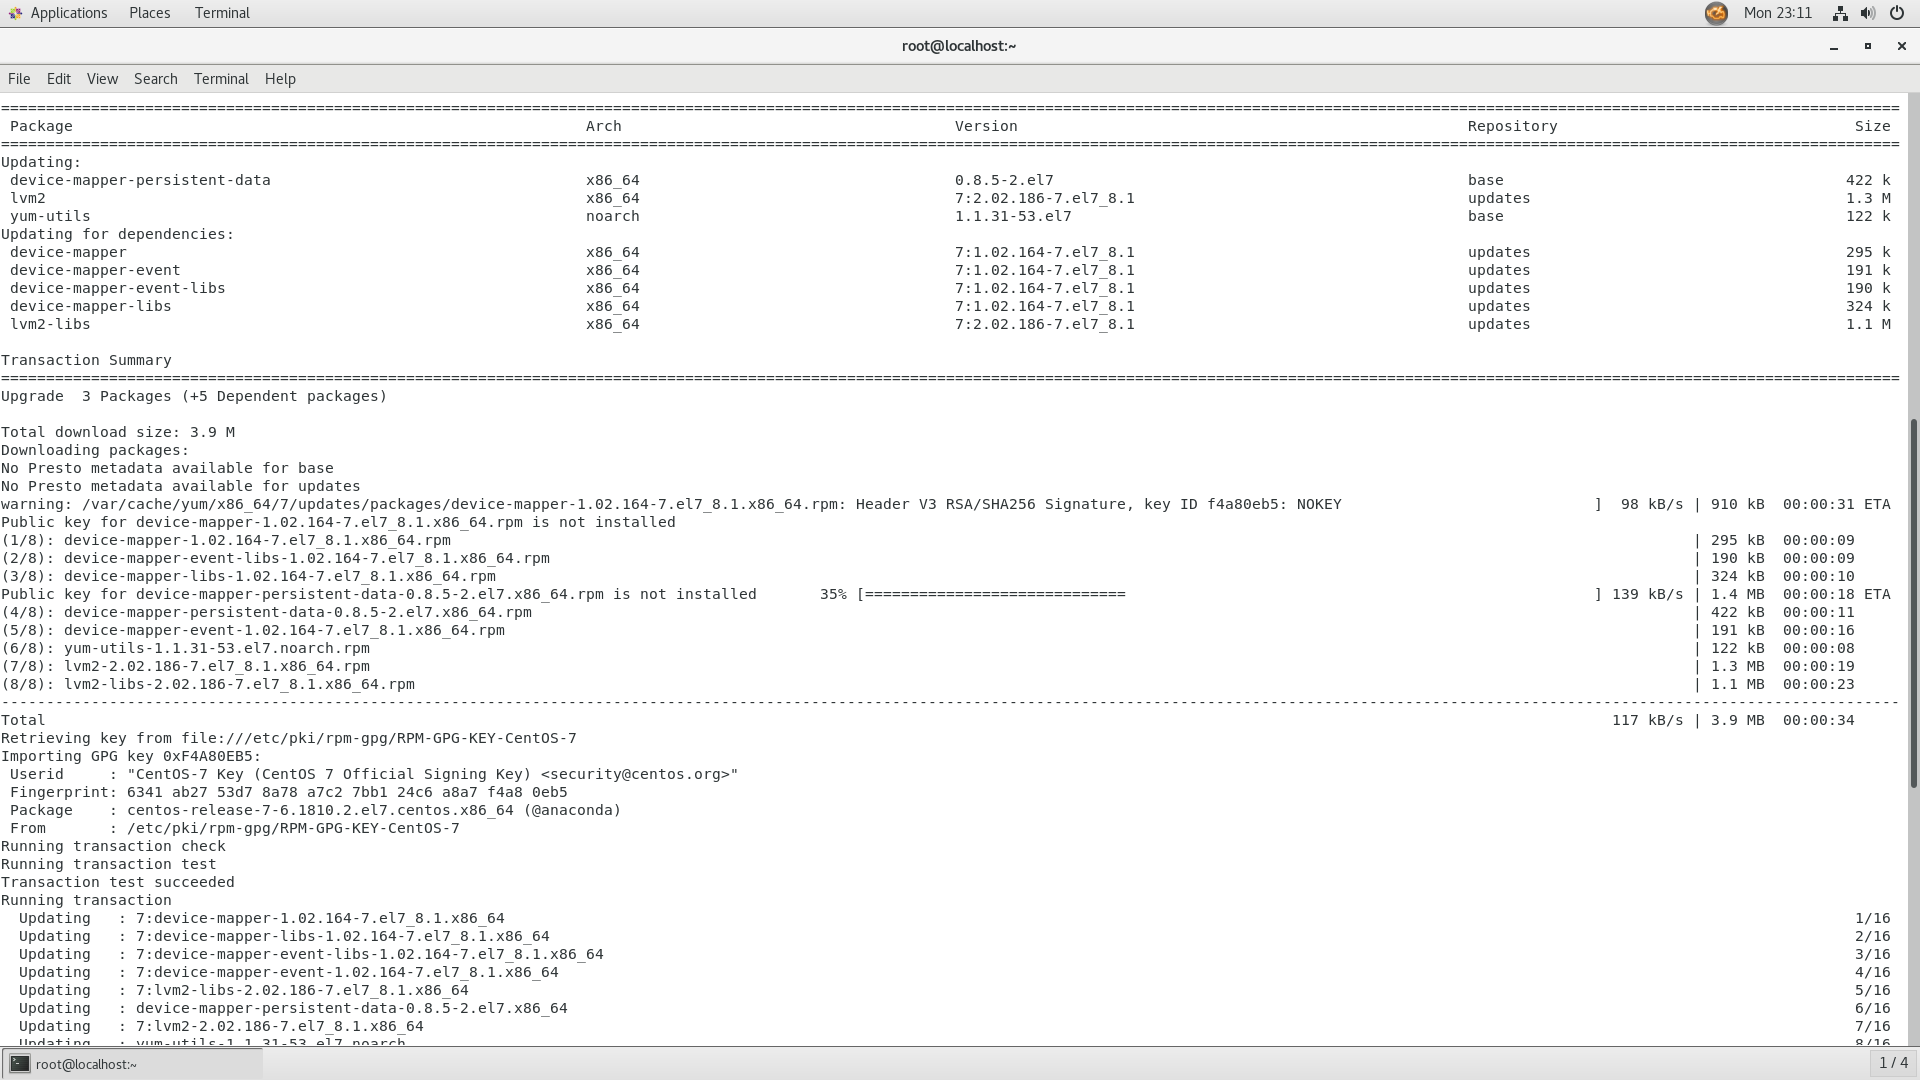 Applications Places Terminal Mon 23:11
root@localhost:~
File Edit View Search Terminal Help
================================================================================
Package Arch Version Repository Size
================================================================================
Updating:
device-mapper-persistent-data x86_64 0.8.5-2.el7 base 422 k
lvm2 x86_64 7:2.02.186-7.el7_8.1 updates 1.3 M
yum-utils noarch 1.1.31-53.el7 base 122 k
Updating for dependencies:
device-mapper x86_64 7:1.02.164-7.el7_8.1 updates 295 k
device-mapper-event x86_64 7:1.02.164-7.el7_8.1 updates 191 k
device-mapper-event-libs x86_64 7:1.02.164-7.el7_8.1 updates 190 k
device-mapper-libs x86_64 7:1.02.164-7.el7_8.1 updates 324 k
lvm2-libs x86_64 7:2.02.186-7.el7_8.1 updates 1.1 M
Transaction Summary
================================================================================
Upgrade 3 Packages (+5 Dependent packages)
Total download size: 3.9 M
Downloading packages:
No Presto metadata available for base
No Presto metadata available for updates
warning: /var/cache/yum/x86_64/7/updates/packages/device-mapper-1.02.164-7.el7_8.1.x86_64.rpm: Header V3 RSA/SHA256 Signature, key ID f4a80eb5: NOKEY ] 98 kB/s | 910 kB 00:00:31 ETA
Public key for device-mapper-1.02.164-7.el7_8.1.x86_64.rpm is not installed
(1/8): device-mapper-1.02.164-7.el7_8.1.x86_64.rpm | 295 kB 00:00:09
(2/8): device-mapper-event-libs-1.02.164-7.el7_8.1.x86_64.rpm | 190 kB 00:00:09
(3/8): device-mapper-libs-1.02.164-7.el7_8.1.x86_64.rpm | 324 kB 00:00:10
Public key for device-mapper-persistent-data-0.8.5-2.el7.x86_64.rpm is not installed 35% [============================= ] 139 kB/s | 1.4 MB 00:00:18 ETA
(4/8): device-mapper-persistent-data-0.8.5-2.el7.x86_64.rpm | 422 kB 00:00:11
(5/8): device-mapper-event-1.02.164-7.el7_8.1.x86_64.rpm | 191 kB 00:00:16
(6/8): yum-utils-1.1.31-53.el7.noarch.rpm | 122 kB 00:00:08
(7/8): lvm2-2.02.186-7.el7_8.1.x86_64.rpm | 1.3 MB 00:00:19
(8/8): lvm2-libs-2.02.186-7.el7_8.1.x86_64.rpm | 1.1 MB 00:00:23
--------------------------------------------------------------------------------
Total 117 kB/s | 3.9 MB 00:00:34
Retrieving key from file:///etc/pki/rpm-gpg/RPM-GPG-KEY-CentOS-7
Importing GPG key 0xF4A80EB5:
Userid : "CentOS-7 Key (CentOS 7 Official Signing Key) <security@centos.org>"
Fingerprint: 6341 ab27 53d7 8a78 a7c2 7bb1 24c6 a8a7 f4a8 0eb5
Package : centos-release-7-6.1810.2.el7.centos.x86_64 (@anaconda)
From : /etc/pki/rpm-gpg/RPM-GPG-KEY-CentOS-7
Running transaction check
Running transaction test
Transaction test succeeded
Running transaction
Updating : 7:device-mapper-1.02.164-7.el7_8.1.x86_64 1/16
Updating : 7:device-mapper-libs-1.02.164-7.el7_8.1.x86_64 2/16
Updating : 7:device-mapper-event-libs-1.02.164-7.el7_8.1.x86_64 3/16
Updating : 7:device-mapper-event-1.02.164-7.el7_8.1.x86_64 4/16
Updating : 7:lvm2-libs-2.02.186-7.el7_8.1.x86_64 5/16
Updating : device-mapper-persistent-data-0.8.5-2.el7.x86_64 6/16
Updating : 7:lvm2-2.02.186-7.el7_8.1.x86_64 7/16
Updating : yum-utils-1.1.31-53.el7.noarch 8/16
root@localhost:~ 1 / 4